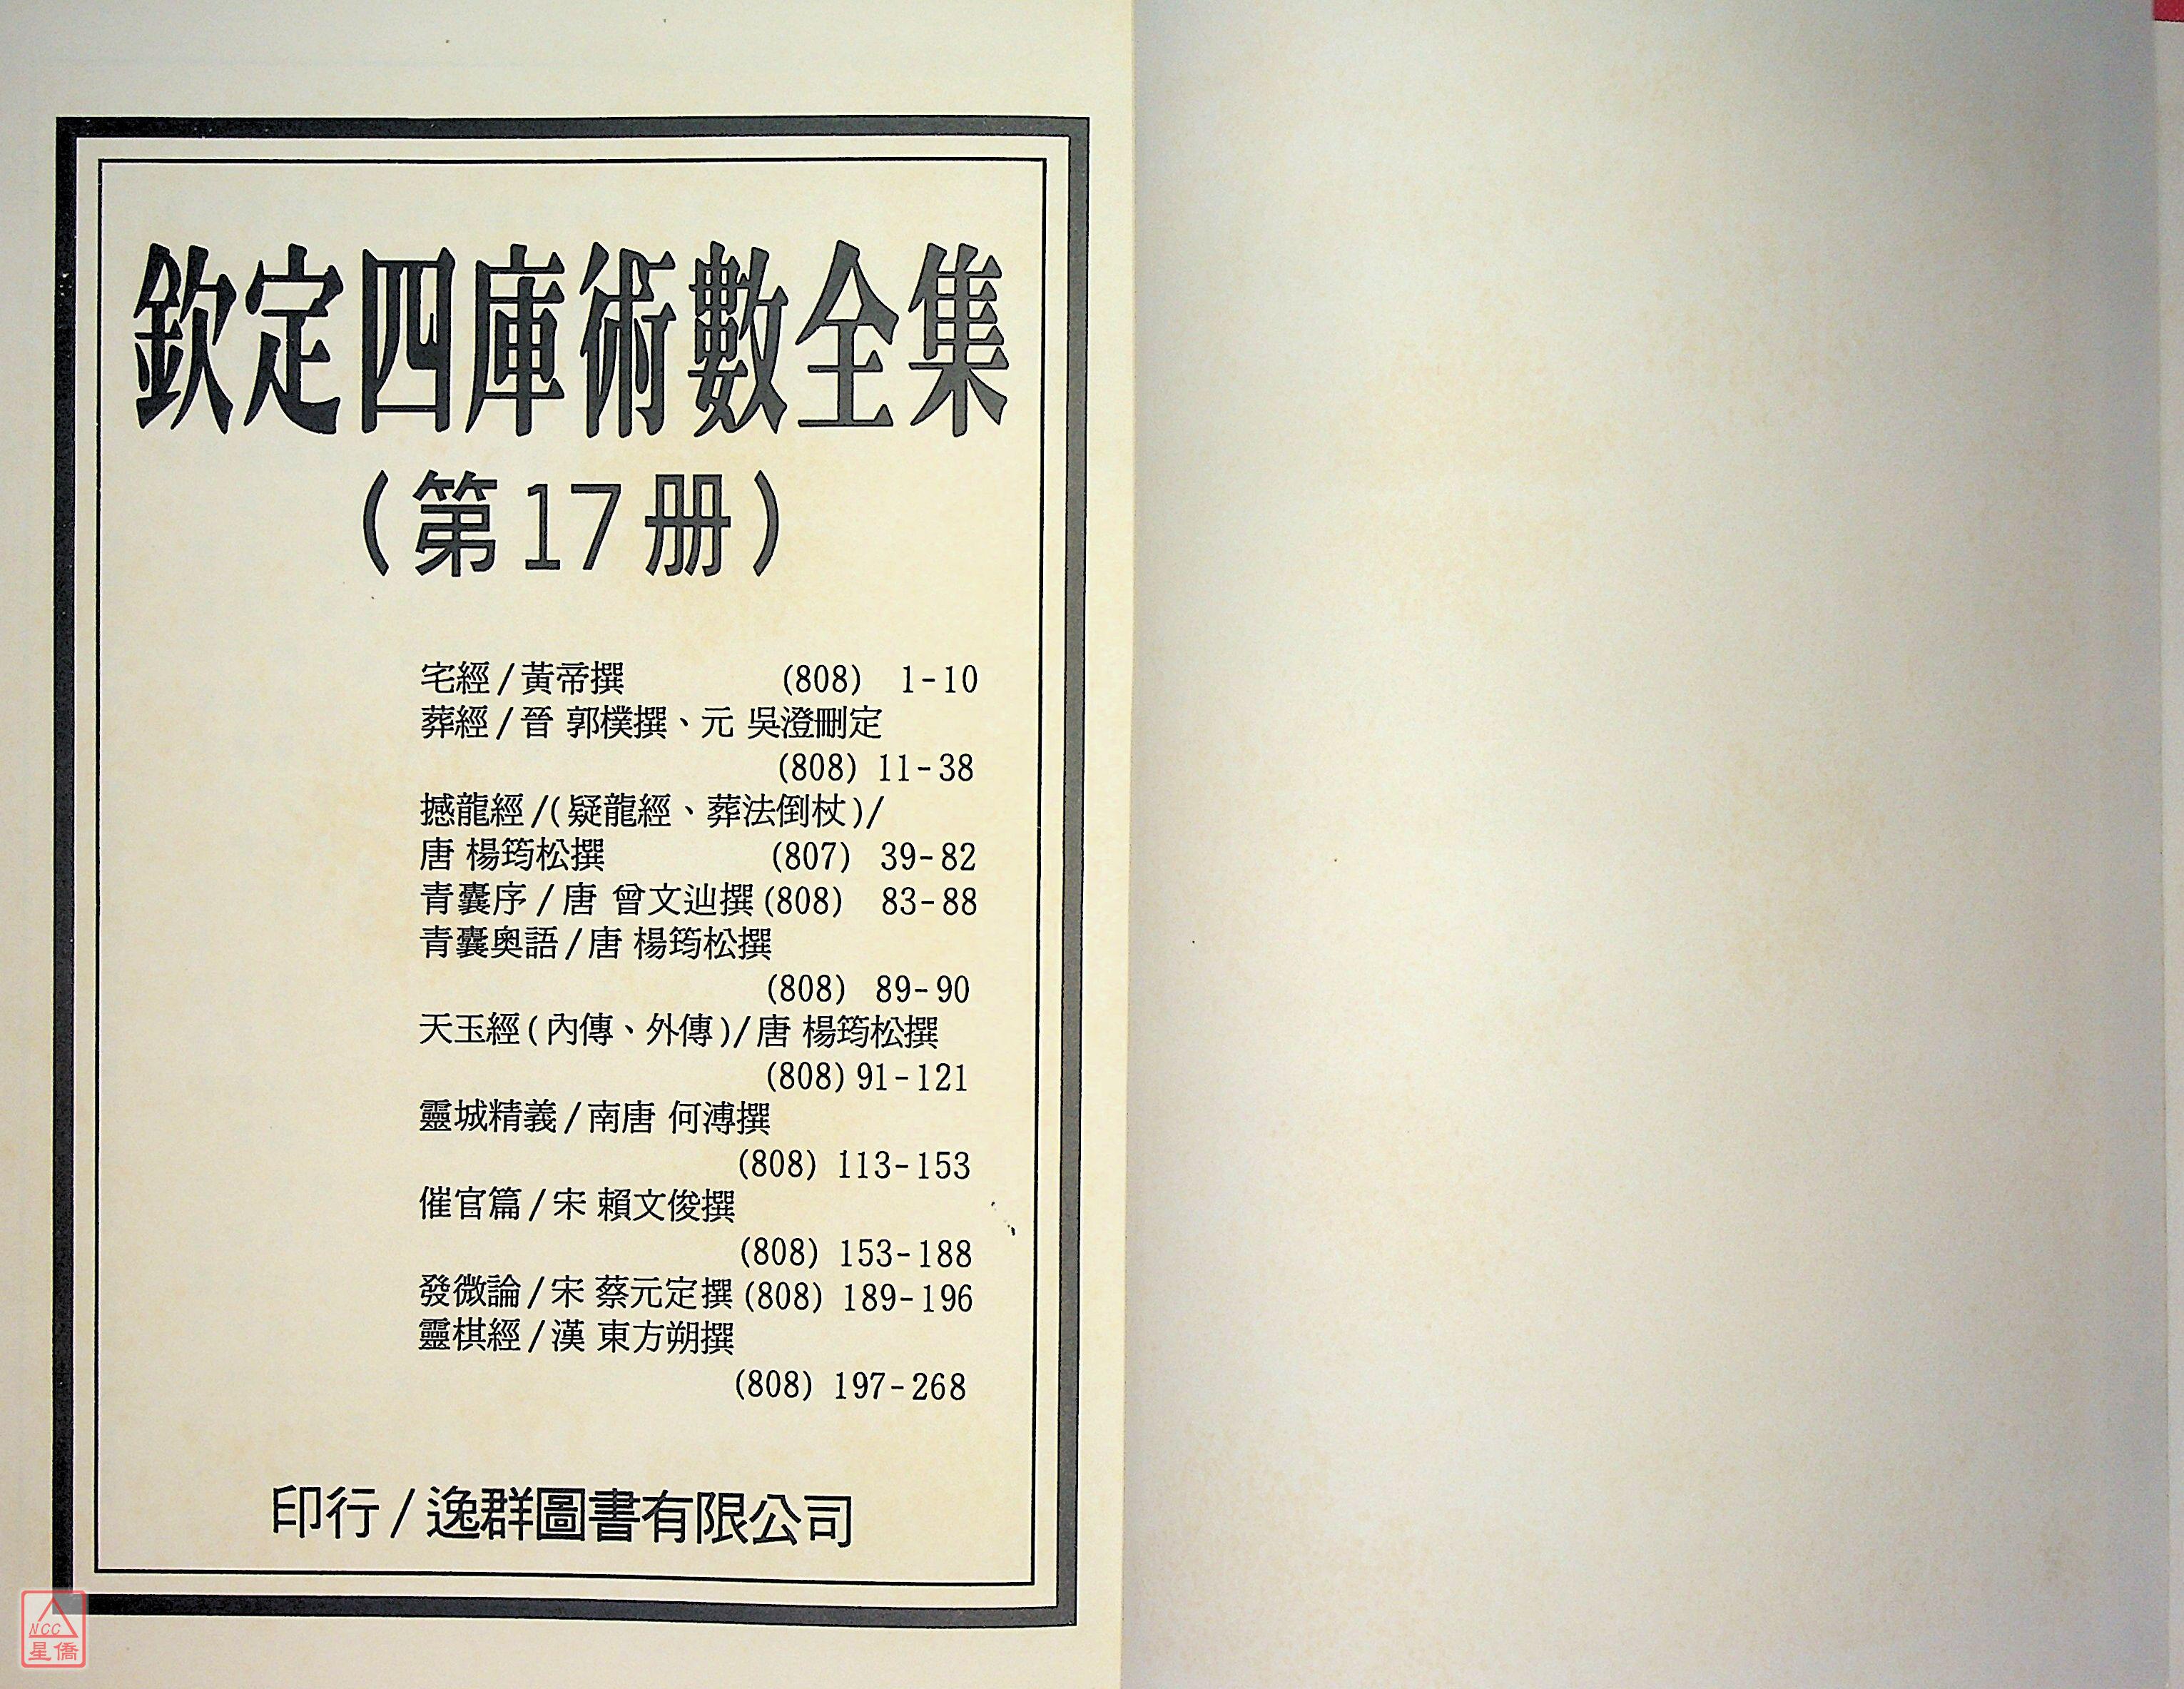 欽定四庫術數全集
(第17册)
宅經/黃帝撰 (808) 1-10
葬經/晉 郭樸撰、元 吳澄刪定
(808) 11-38
撼龍經/(疑龍經、葬法倒杖)/
唐 楊筠松撰 (807) 39-82
青囊序/唐 曾文辿撰(808) 83-88
青囊奧語/唐 楊筠松撰
(808) 89-90
天玉經(內傳、外傳)/唐 楊筠松撰
(808) 91-121
靈城精義/南唐 何溥撰
(808) 113-153
催官篇/宋 賴文俊撰
(808) 153-188
發微論/宋 蔡元定撰(808) 189-196
靈棋經/漢 東方朔撰
(808) 197-268
印行/逸群圖書有限公司
NCC
星僑